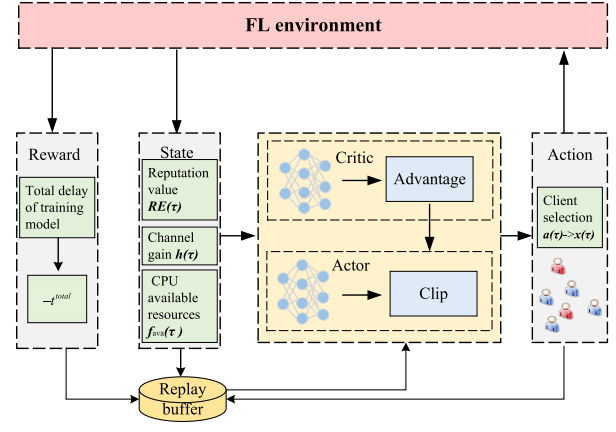 FL environment
Reward
Total delay
of training
model
–t^total
State
Reputation
value
RE(τ)
Channel
gain h(τ)
CPU
available
resources
f_ava(τ )
Critic
Advantage
Actor
Clip
Action
Client
selection
a(τ)->x(τ)
Replay
buffer